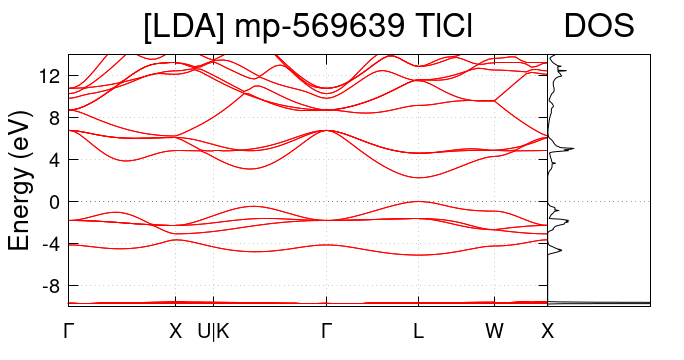 [LDA] mp-569639 TlCl DOS
Energy (eV)
12
8
4
0
-4
-8
Γ X U|K Γ L W X